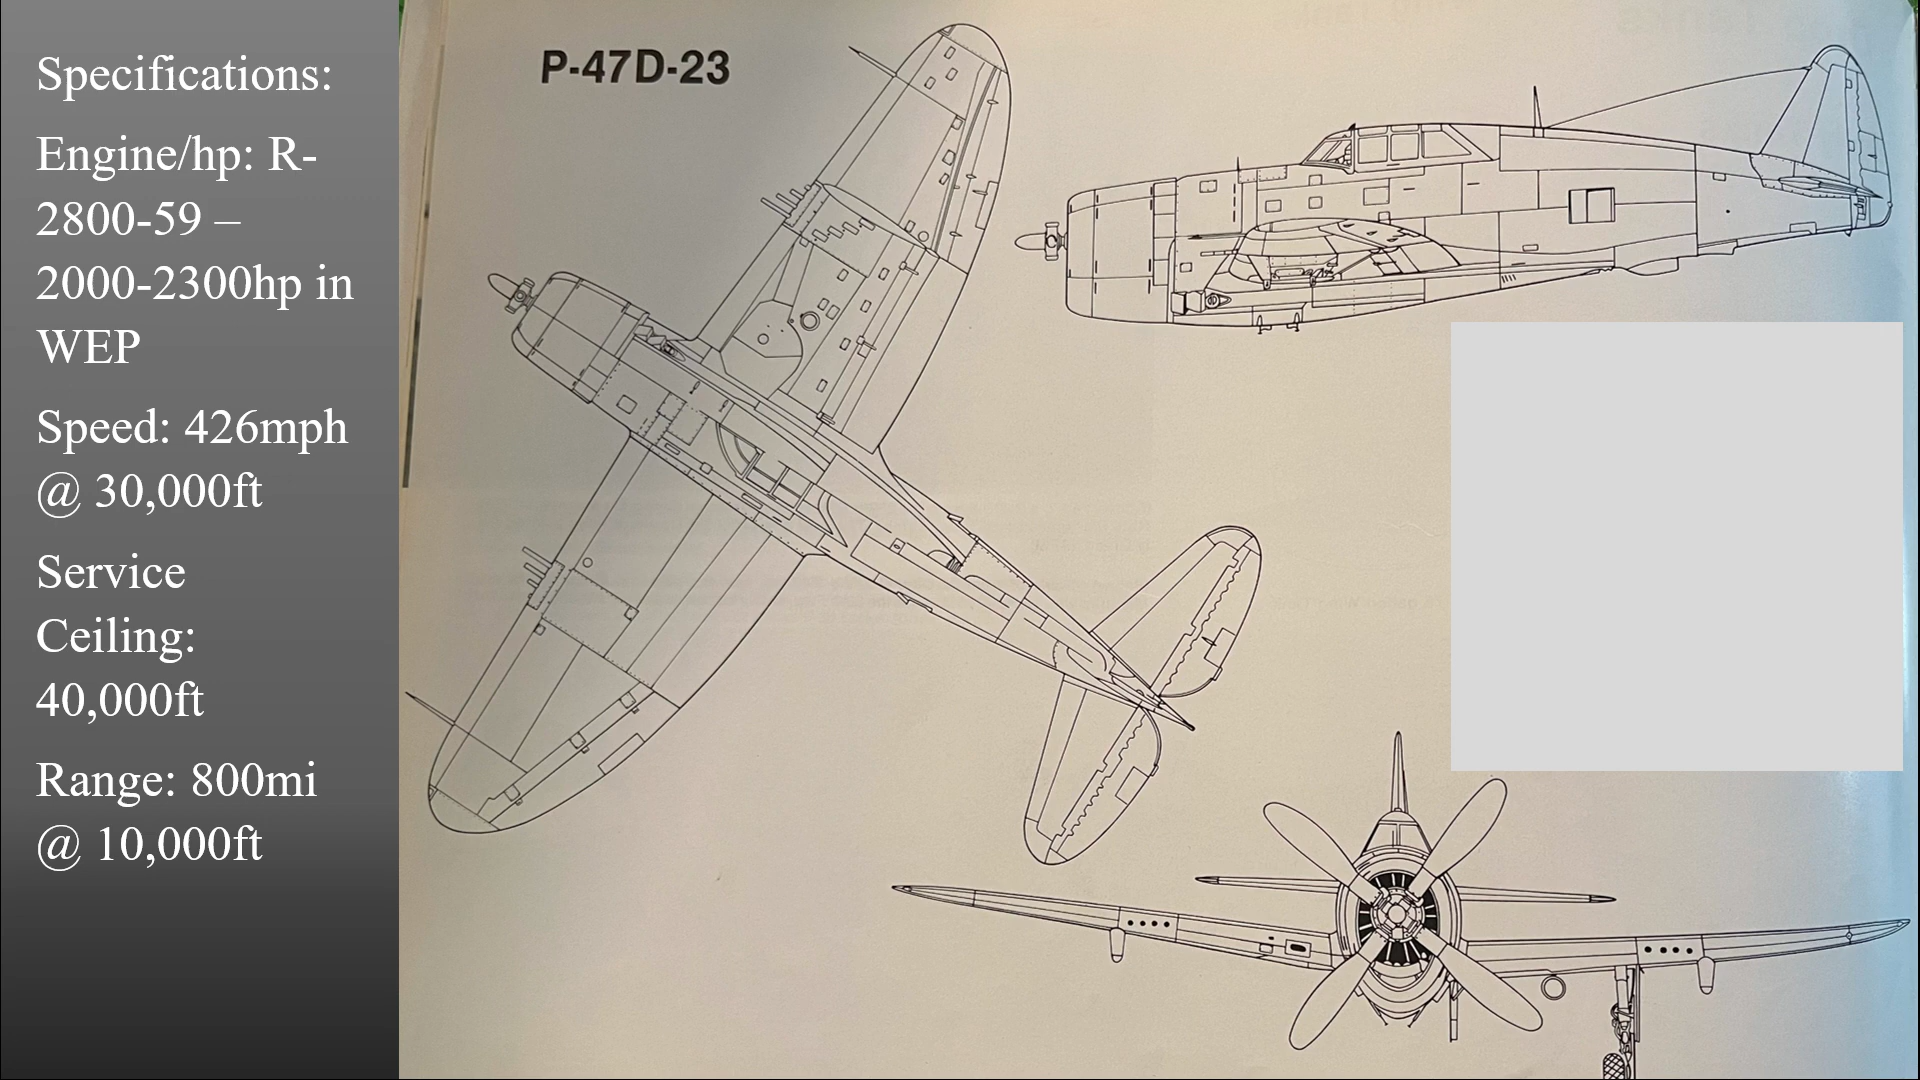 Specifications:
Engine/hp: R-
2800-59 –
2000-2300hp in
WEP
Speed: 426mph
@ 30,000ft
Service
Ceiling:
40,000ft
Range: 800mi
@ 10,000ft
P-47D-23